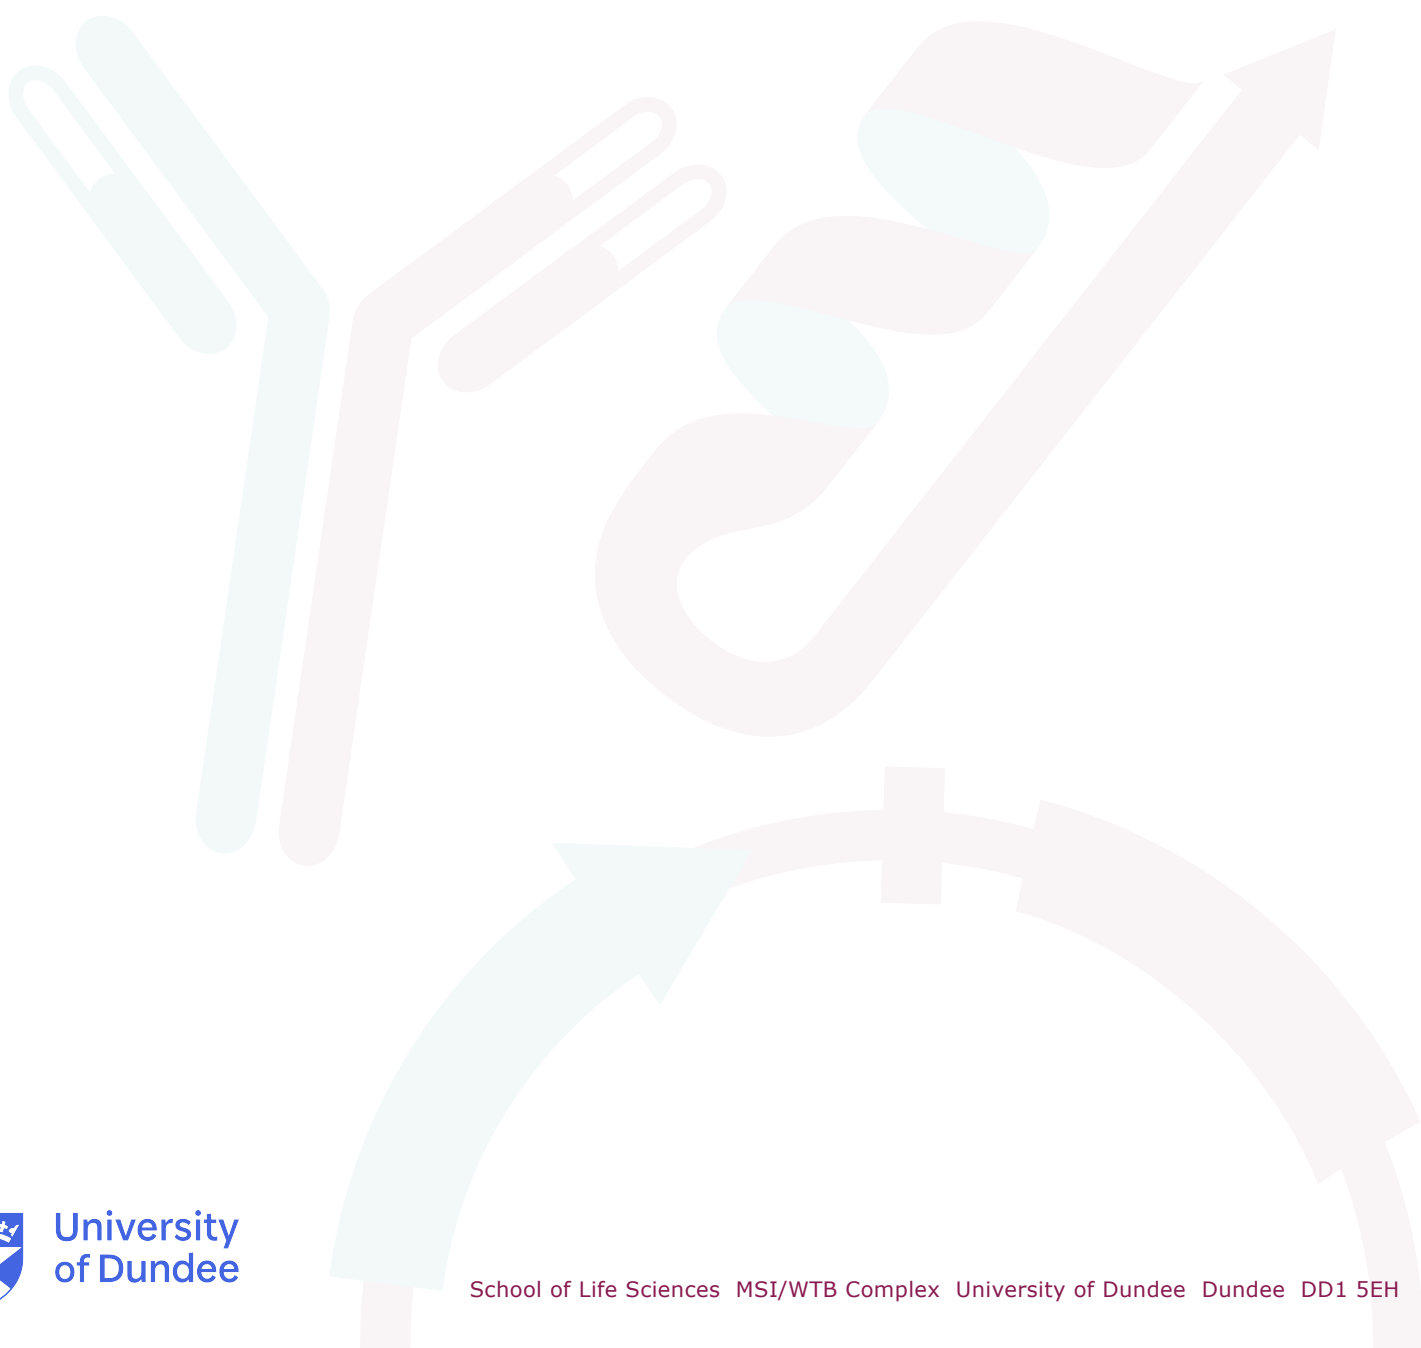 University
of Dundee
School of Life Sciences  MSI/WTB Complex  University of Dundee  Dundee  DD1 5EH